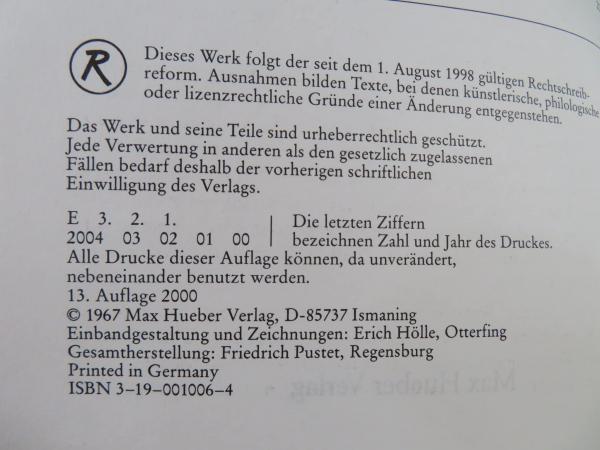 R
Dieses Werk folgt der seit dem 1. August 1998 gültigen Rechtschreib-
reform. Ausnahmen bilden Texte, bei denen künstlerische, philologische
oder lizenzrechtliche Gründe einer Änderung entgegenstehen.
Das Werk und seine Teile sind urheberrechtlich geschützt.
Jede Verwertung in anderen als den gesetzlich zugelassenen
Fällen bedarf deshalb der vorherigen schriftlichen
Einwilligung des Verlags.
E 3. 2. 1. | Die letzten Ziffern
2004 03 02 01 00 | bezeichnen Zahl und Jahr des Druckes.
Alle Drucke dieser Auflage können, da unverändert,
nebeneinander benutzt werden.
13. Auflage 2000
© 1967 Max Hueber Verlag, D-85737 Ismaning
Einbandgestaltung und Zeichnungen: Erich Hölle, Otterfing
Gesamtherstellung: Friedrich Pustet, Regensburg
Printed in Germany
ISBN 3–19–001006–4
Max Hueber Verlag